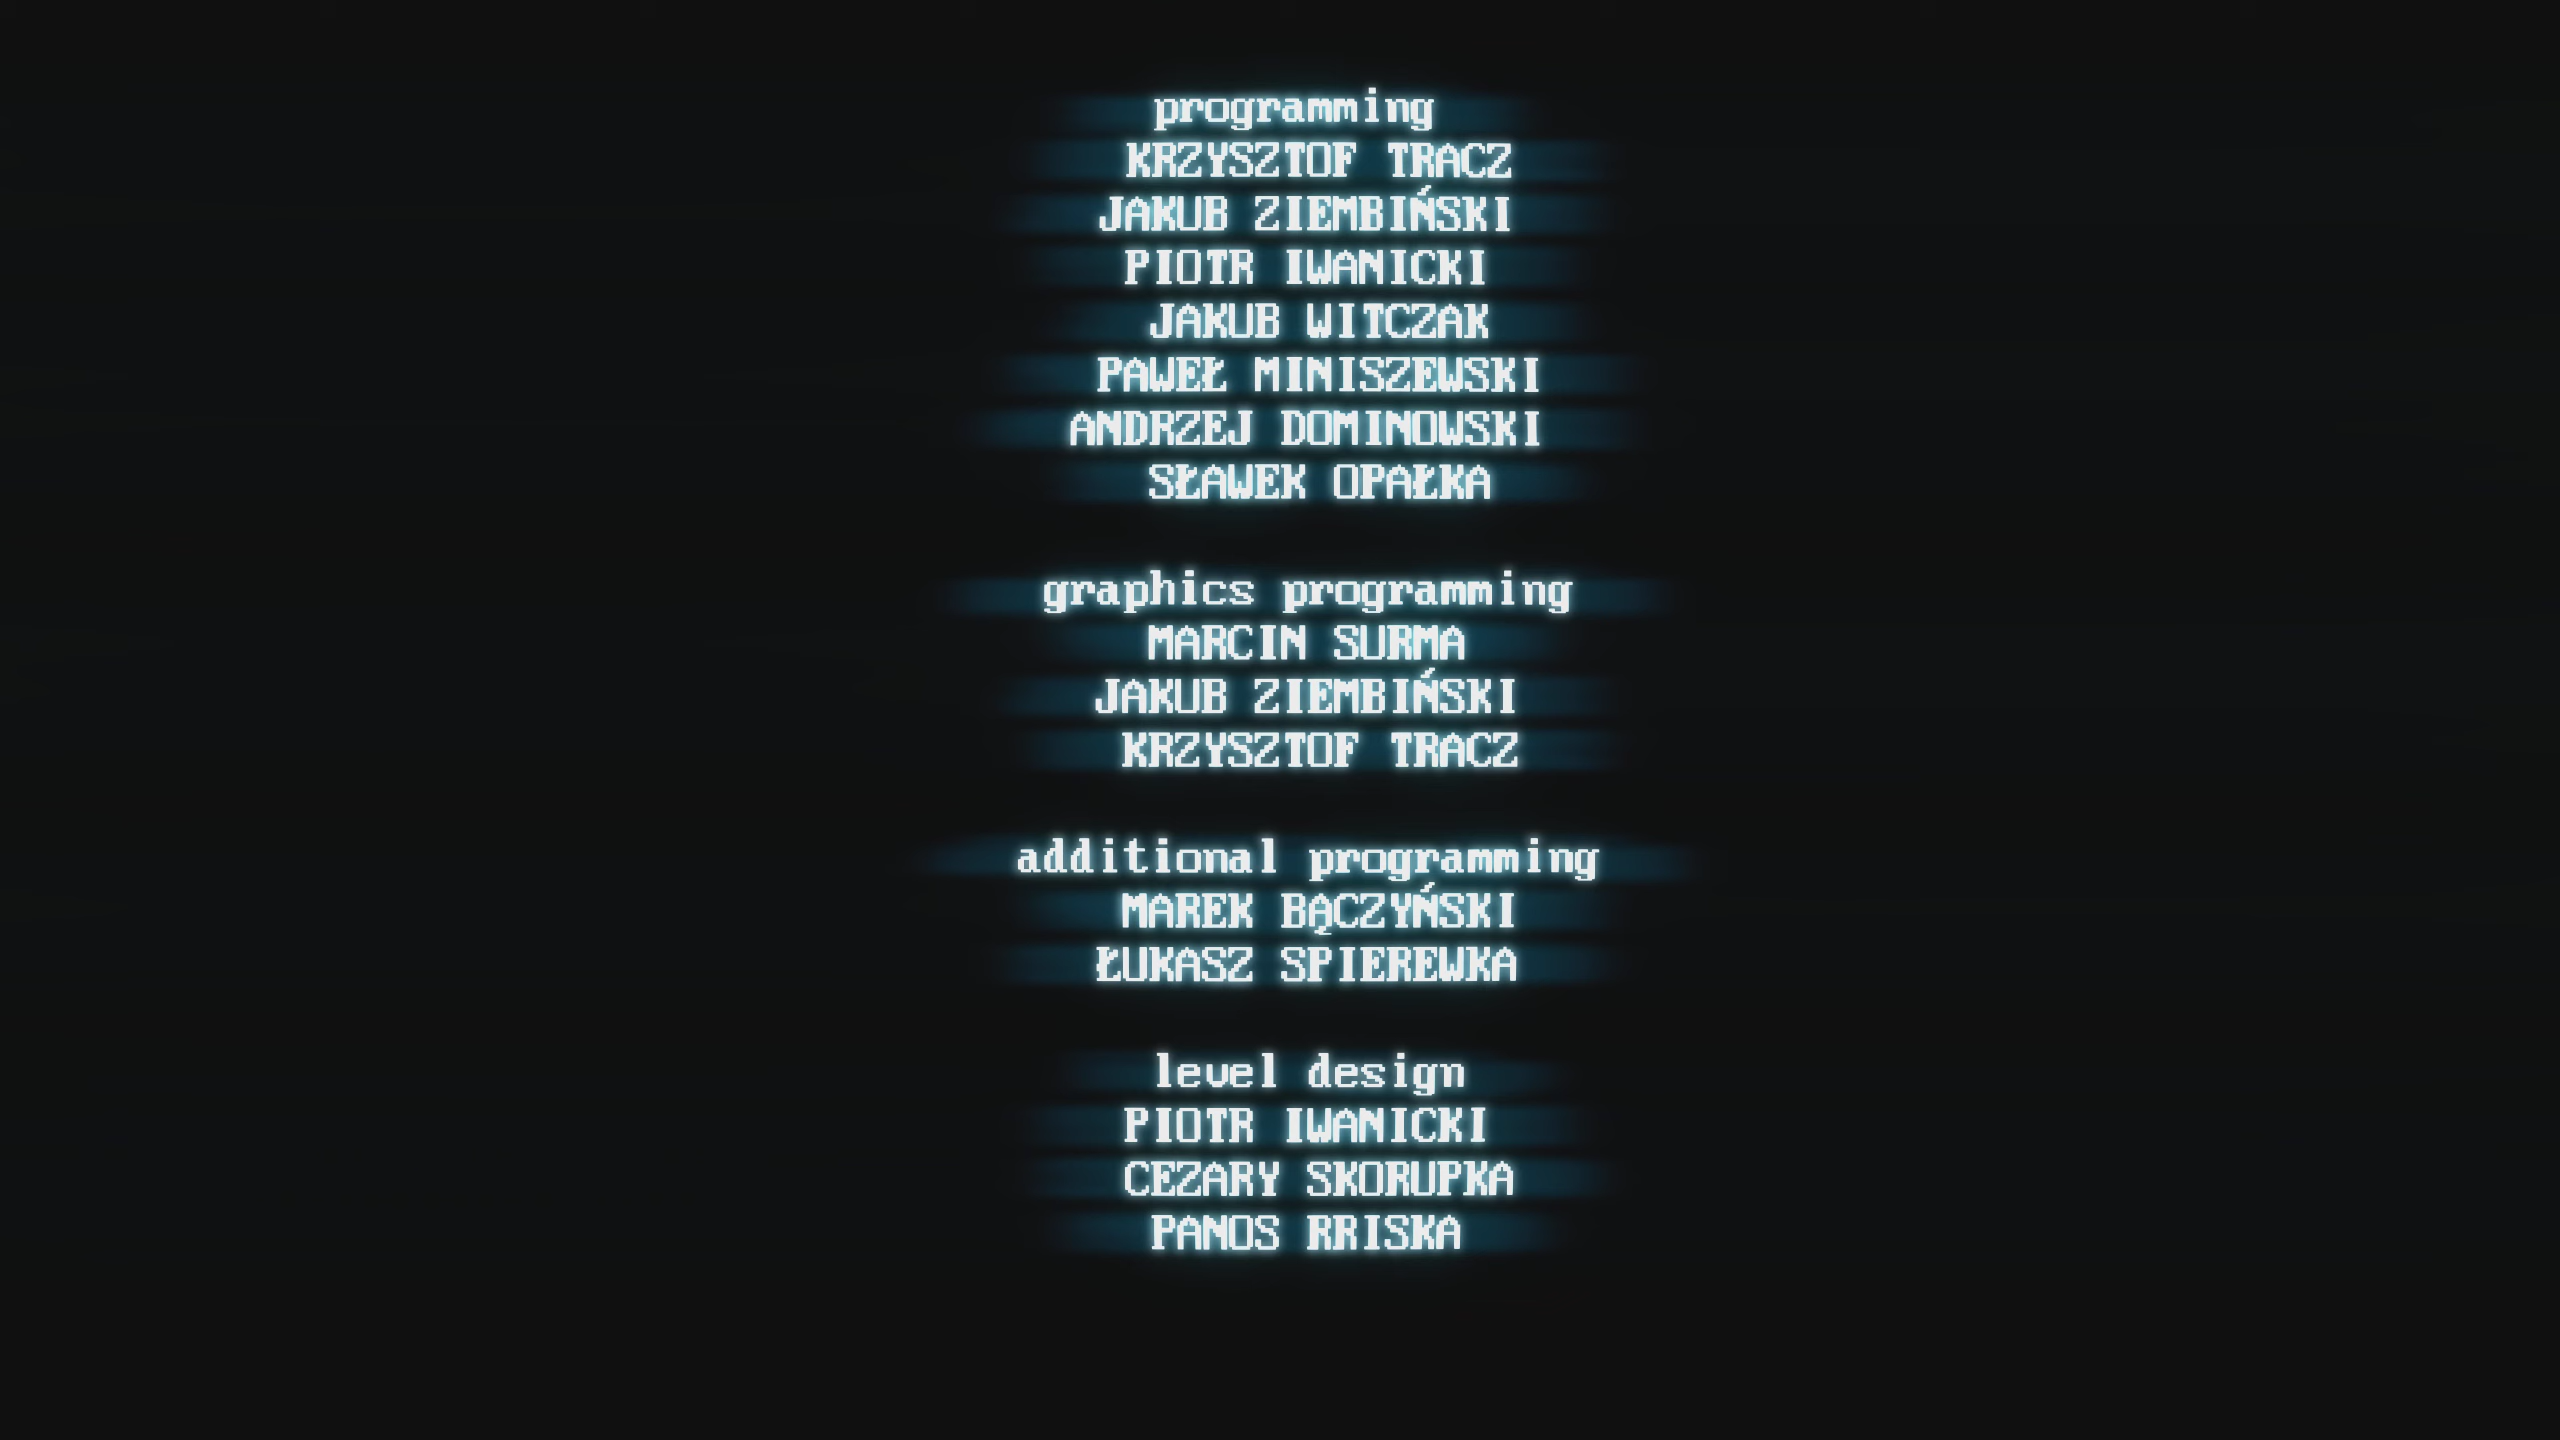 programming
KRZYSZTOF TRACZ
JAKUB ZIEMBIŃSKI
PIOTR IWANICKI
JAKUB WITCZAK
PAWEŁ MINISZEWSKI
ANDRZEJ DOMINOWSKI
SŁAWEK OPAŁKA
graphics programming
MARCIN SURMA
JAKUB ZIEMBIŃSKI
KRZYSZTOF TRACZ
additional programming
MAREK BĄCZYŃSKI
ŁUKASZ SPIEREWKA
level design
PIOTR IWANICKI
CEZARY SKORUPKA
PANOS RRISKA